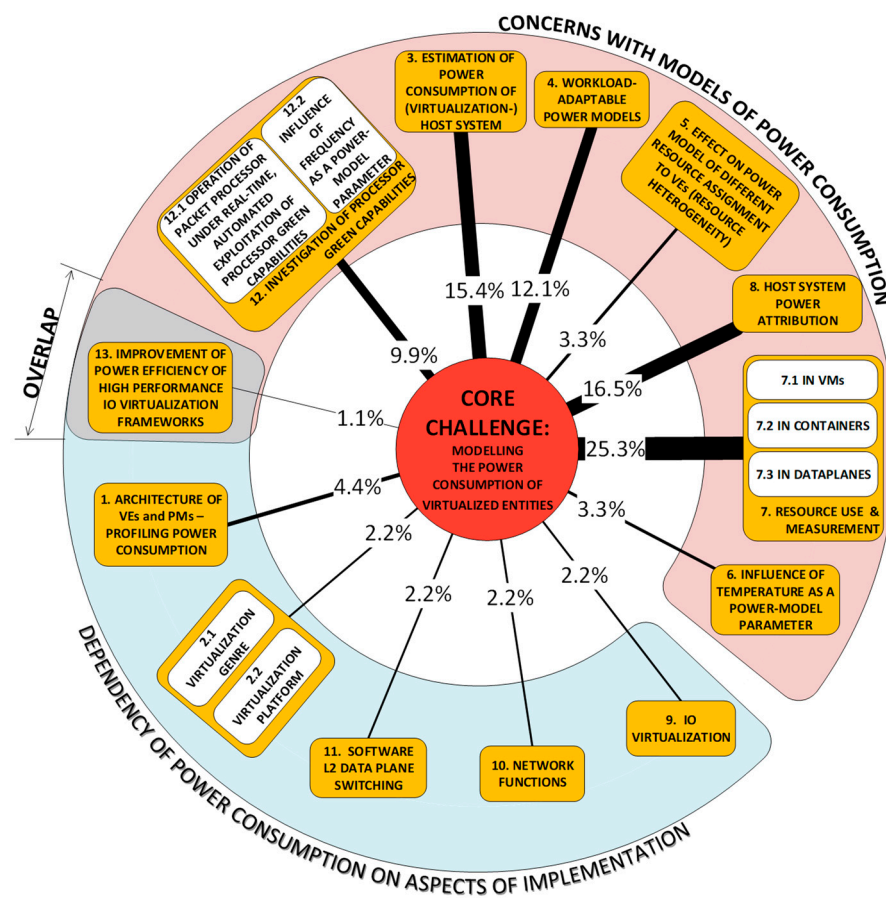 CONCERNS WITH MODELS OF POWER CONSUMPTION
3. ESTIMATION OF
POWER
CONSUMPTION OF
(VIRTUALIZATION-)
HOST SYSTEM
4. WORKLOAD-
ADAPTABLE
POWER MODELS
5. EFFECT ON POWER
MODEL OF DIFFERENT
RESOURCE ASSIGNMENT
TO VEs (RESOURCE
HETEROGENEITY)
12.1 OPERATION OF
PACKET PROCESSOR
UNDER REAL-TIME,
AUTOMATED
EXPLOITATION OF
PROCESSOR GREEN
CAPABILITIES
12.2
INFLUENCE
OF
FREQUENCY
AS A POWER-
MODEL
PARAMETER
12. INVESTIGATION OF PROCESSOR
GREEN CAPABILITIES
8. HOST SYSTEM
POWER
ATTRIBUTION
OVERLAP
13. IMPROVEMENT OF
POWER EFFICIENCY OF
HIGH PERFORMANCE
IO VIRTUALIZATION
FRAMEWORKS
15.4%
12.1%
3.3%
9.9%
16.5%
1.1%
25.3%
4.4%
3.3%
2.2%
2.2%
2.2%
2.2%
CORE
CHALLENGE:
MODELLING
THE POWER
CONSUMPTION OF
VIRTUALIZED ENTITIES
7.1 IN VMs
7.2 IN CONTAINERS
7.3 IN DATAPLANES
7. RESOURCE USE &
MEASUREMENT
1. ARCHITECTURE OF
VEs and PMs –
PROFILING POWER
CONSUMPTION
6. INFLUENCE OF
TEMPERATURE AS A
POWER-MODEL
PARAMETER
2.1
VIRTUALIZATION
GENRE
2.2
VIRTUALIZATION
PLATFORM
11. SOFTWARE
L2 DATA PLANE
SWITCHING
10. NETWORK
FUNCTIONS
9. IO
VIRTUALIZATION
DEPENDENCY OF POWER CONSUMPTION ON ASPECTS OF IMPLEMENTATION